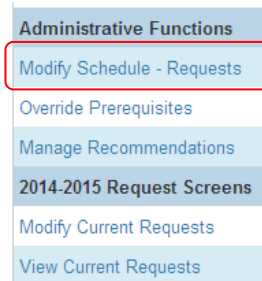 Administrative Functions
Modify Schedule - Requests
Override Prerequisites
Manage Recommendations
2014-2015 Request Screens
Modify Current Requests
View Current Requests